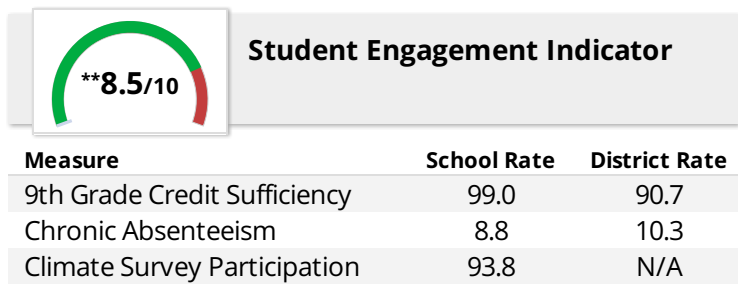 **8.5/10
Student Engagement Indicator
Measure School Rate District Rate
9th Grade Credit Sufficiency 99.0 90.7
Chronic Absenteeism 8.8 10.3
Climate Survey Participation 93.8 N/A